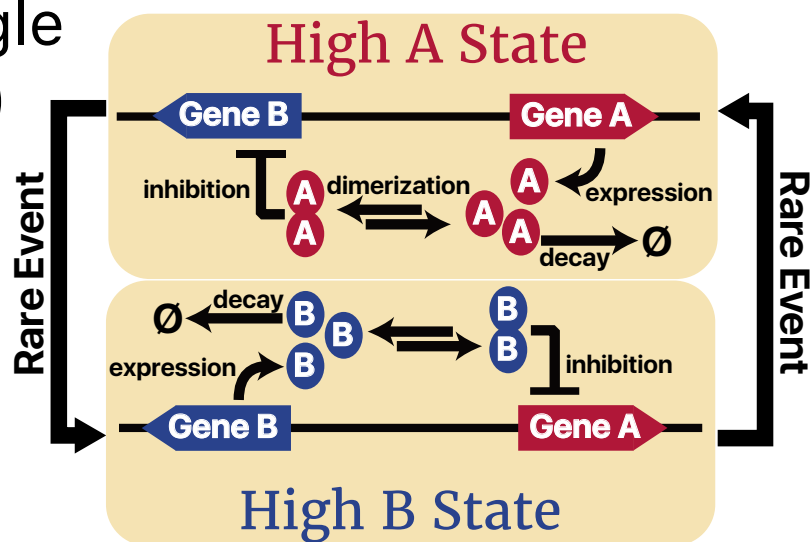 gle
High A State
Gene B
Gene A
inhibition
A
A
dimerization
A
A
A
expression
decay
Ø
Rare Event
Rare Event
Ø
decay
B
B
B
expression
B
B
inhibition
Gene B
Gene A
High B State